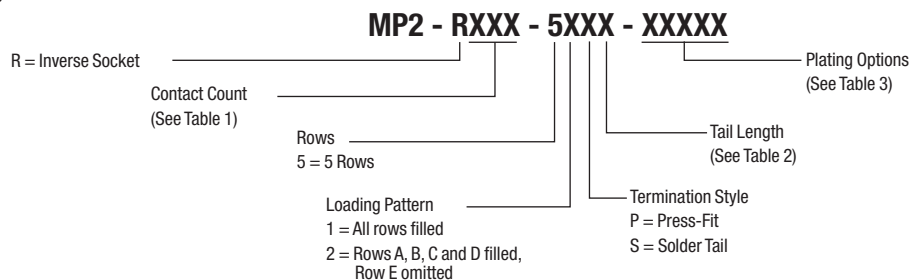 MP2 - RXXX - 5XXX - XXXXX
R = Inverse Socket
Plating Options
(See Table 3)
Contact Count
(See Table 1)
Tail Length
(See Table 2)
Rows
5 = 5 Rows
Loading Pattern
1 = All rows filled
2 = Rows A, B, C and D filled,
Row E omitted
Termination Style
P = Press-Fit
S = Solder Tail